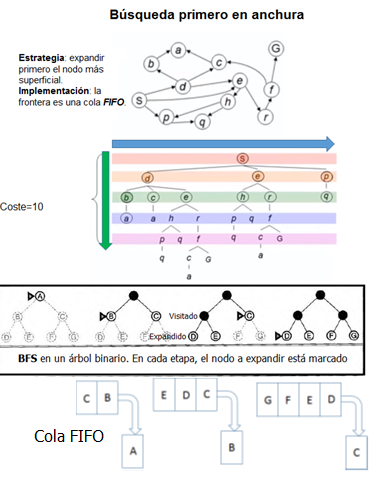 Búsqueda primero en anchura
Estrategia: expandir
primero el nodo más
superficial.
Implementación: la
frontera es una cola FIFO.
a
G
b
c
d
e
f
S
h
p
q
r
S
d
e
p
b
c
e
h
r
q
Coste=10
a
a
h
r
p
q
f
p
q
f
q
c
G
q
c
G
a
a
A
B
C
D
E
F
G
B
C
D
E
F
G
Visitado
Expandido
C
D
E
F
G
D
E
F
G
BFS en un árbol binario. En cada etapa, el nodo a expandir está marcado
C B
E D C
G F E D
Cola FIFO
A
B
C